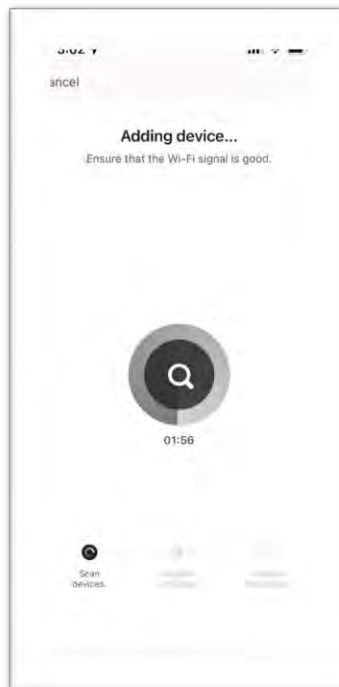 ancel
Adding device...
Ensure that the Wi-Fi signal is good.
01:56
Scan
devices.